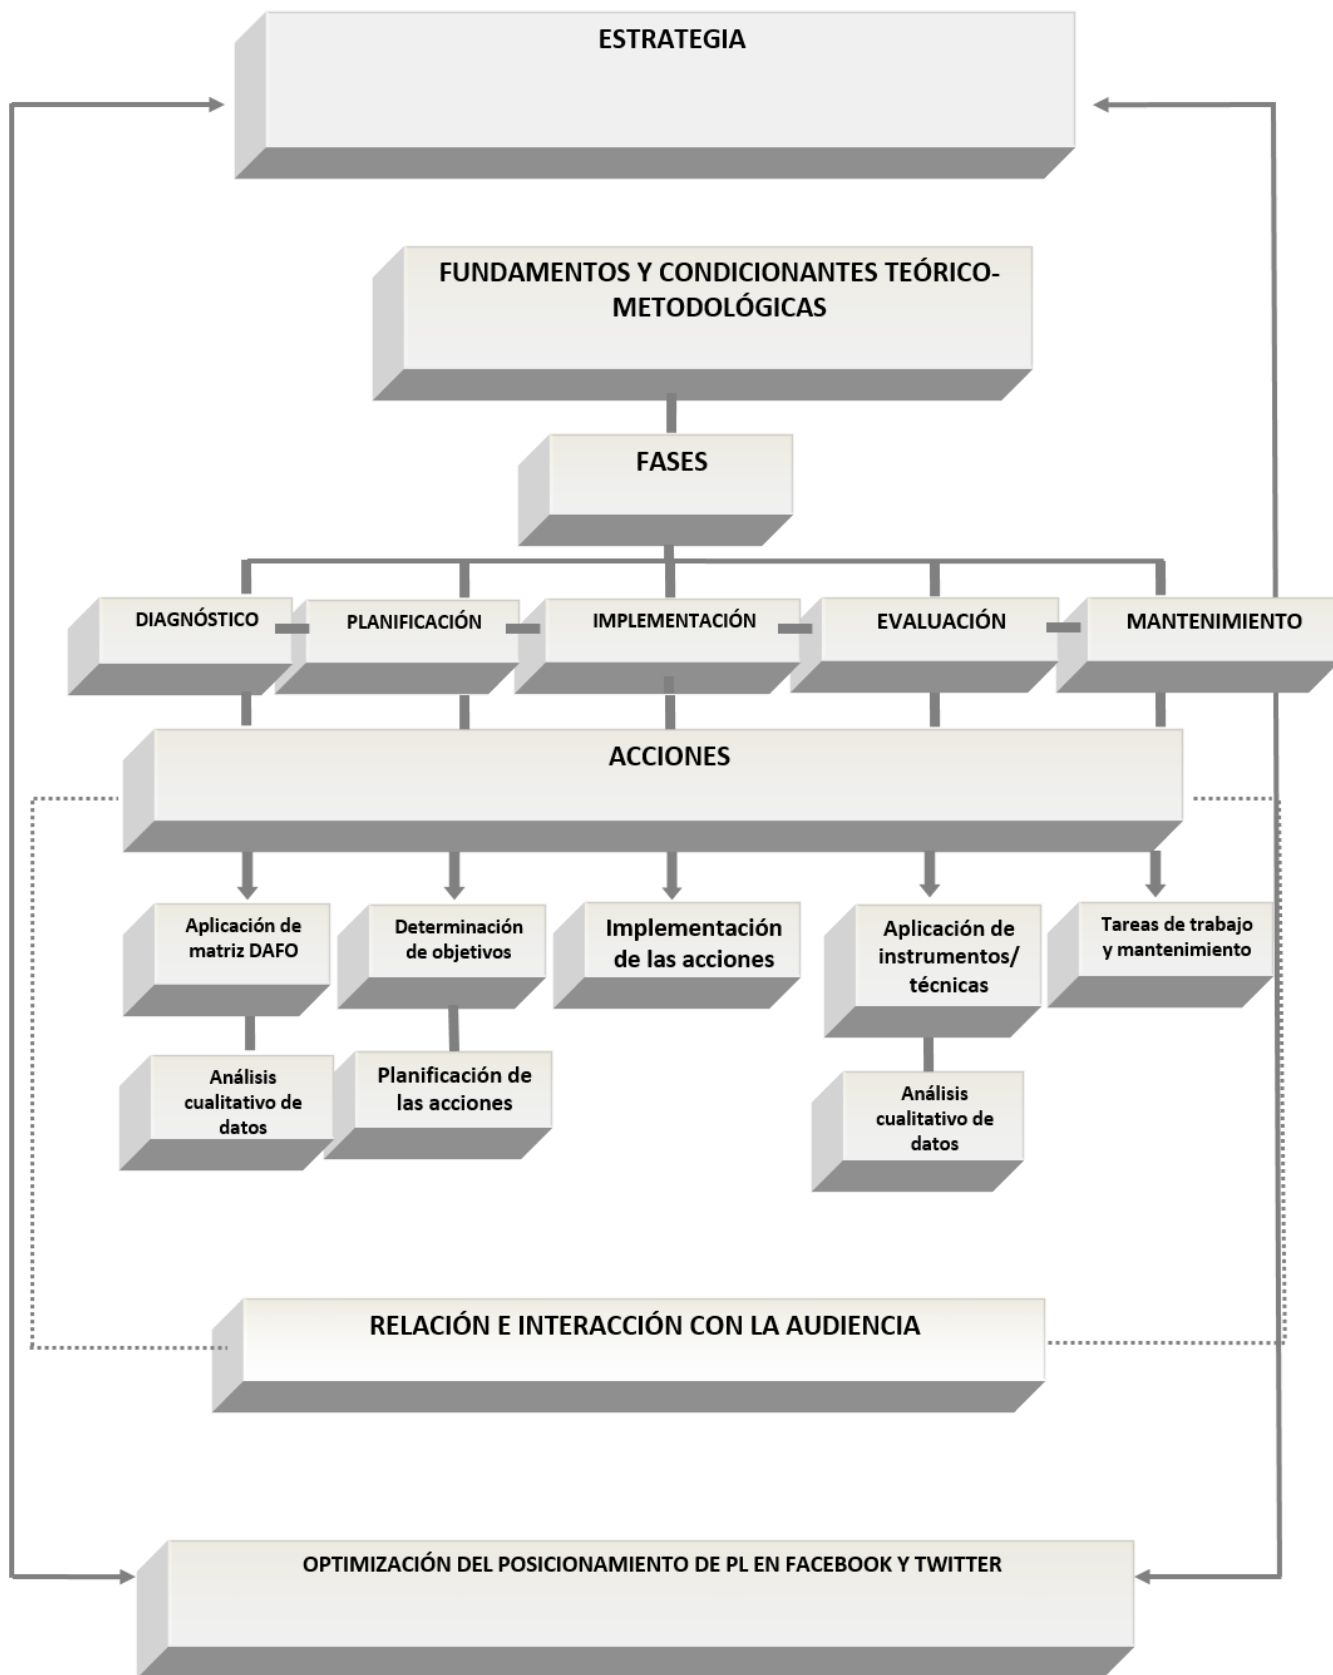 ESTRATEGIA
FUNDAMENTOS Y CONDICIONANTES TEÓRICO-
METODOLÓGICAS
FASES
DIAGNÓSTICO
PLANIFICACIÓN
IMPLEMENTACIÓN
EVALUACIÓN
MANTENIMIENTO
ACCIONES
Aplicación de
matriz DAFO
Determinación
de objetivos
Implementación
de las acciones
Aplicación de
instrumentos/
técnicas
Tareas de trabajo
y mantenimiento
Análisis
cualitativo de
datos
Planificación de
las acciones
Análisis
cualitativo de
datos
RELACIÓN E INTERACCIÓN CON LA AUDIENCIA
OPTIMIZACIÓN DEL POSICIONAMIENTO DE PL EN FACEBOOK Y TWITTER